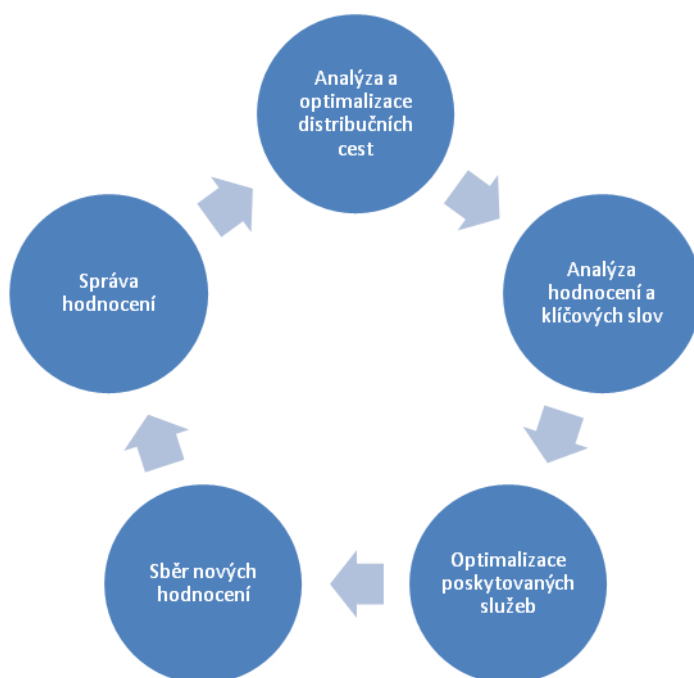 Analýza a
optimalizace
distribučních
cest
Analýza
hodnocení a
klíčových slov
Optimalizace
poskytovaných
služeb
Sběr nových
hodnocení
Správa
hodnocení